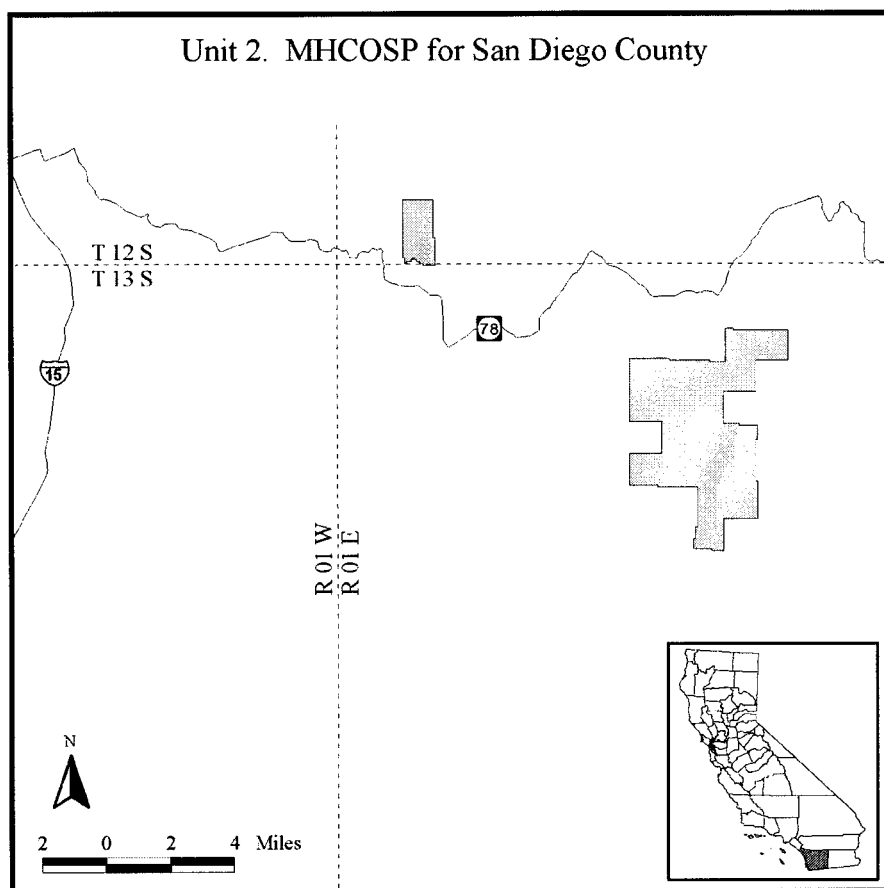 Unit 2. MHCOSP for San Diego County
T 12 S
T 13 S
78
15
R 01 W
R 01 E
N
2 0 2 4 Miles